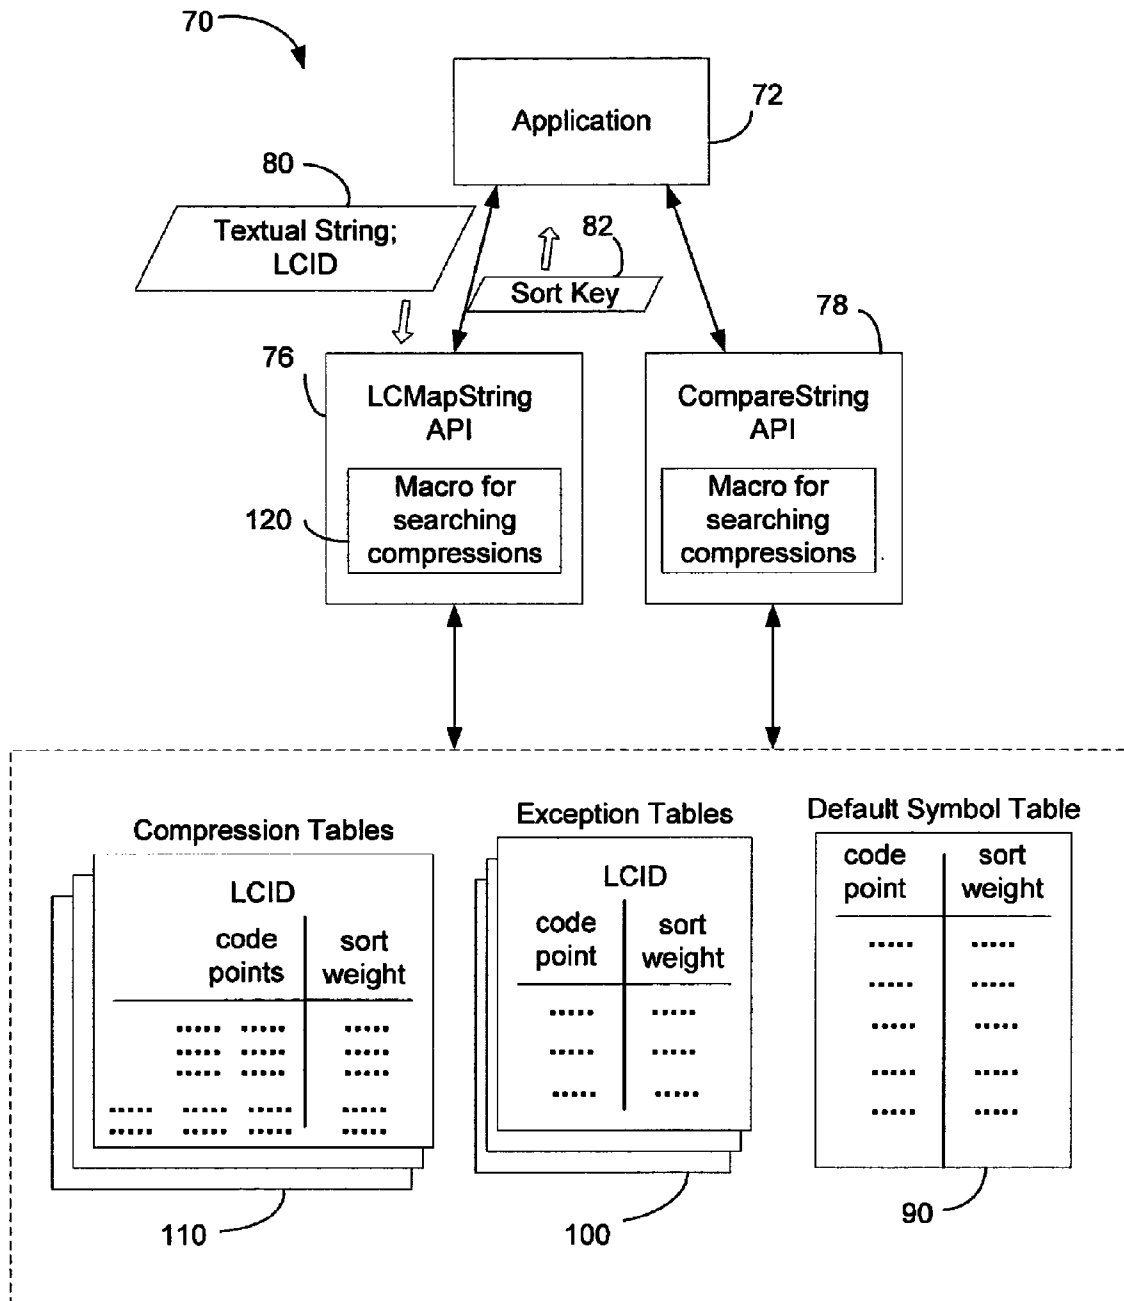 70
Application
72
80
Textual String;
LCID
82
Sort Key
78
76
LCMapString
API
CompareString
API
120
Macro for
searching
compressions
Macro for
searching
compressions
Compression Tables
Exception Tables
Default Symbol Table
LCID
code
points
sort
weight
LCID
code
point
sort
weight
code
point
sort
weight
110
100
90